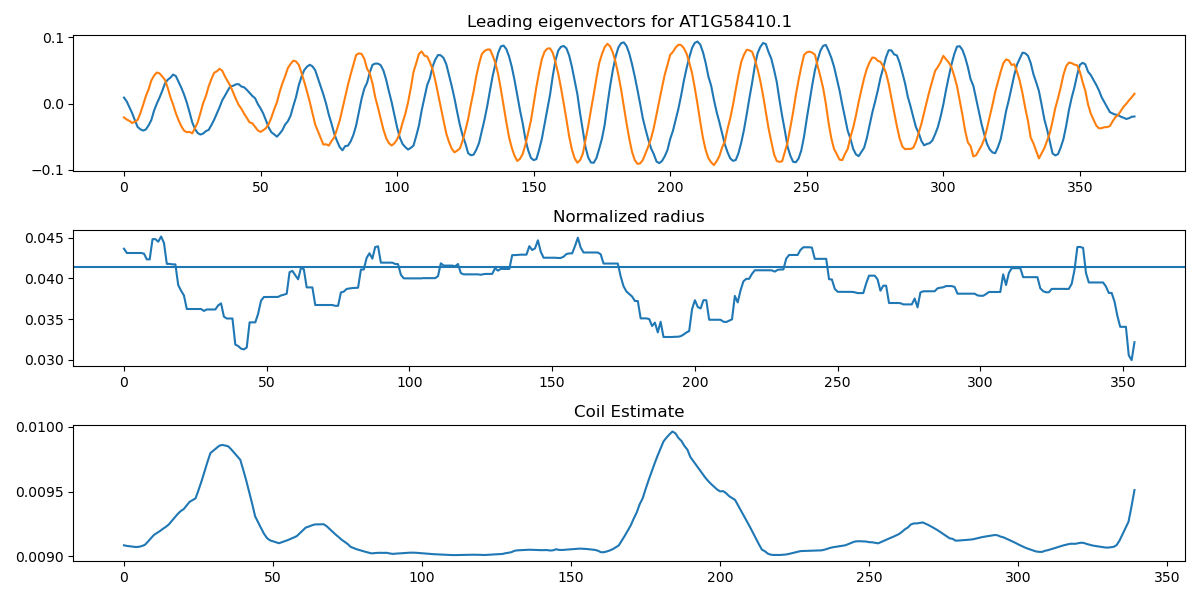 Leading eigenvectors for AT1G58410.1
0.1
0.0
−0.1
0 50 100 150 200 250 300 350
Normalized radius
0.045
0.040
0.035
0.030
0 50 100 150 200 250 300 350
Coil Estimate
0.0100
0.0095
0.0090
0 50 100 150 200 250 300 350